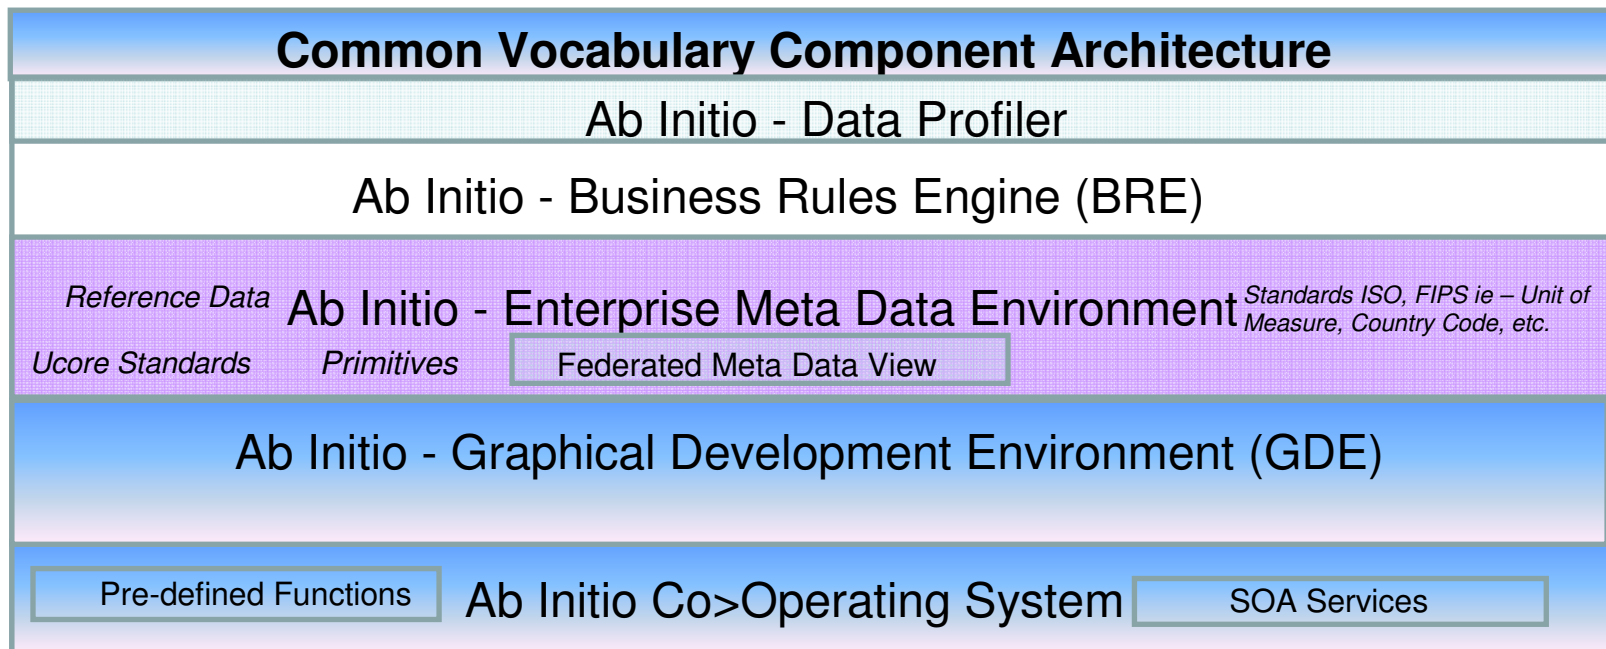 Common Vocabulary Component Architecture
Ab Initio - Data Profiler
Ab Initio - Business Rules Engine (BRE)
Reference Data
Ab Initio - Enterprise Meta Data Environment
Standards ISO, FIPS ie – Unit of
Measure, Country Code, etc.
Ucore Standards
Primitives
Federated Meta Data View
Ab Initio - Graphical Development Environment (GDE)
Pre-defined Functions
Ab Initio Co>Operating System
SOA Services